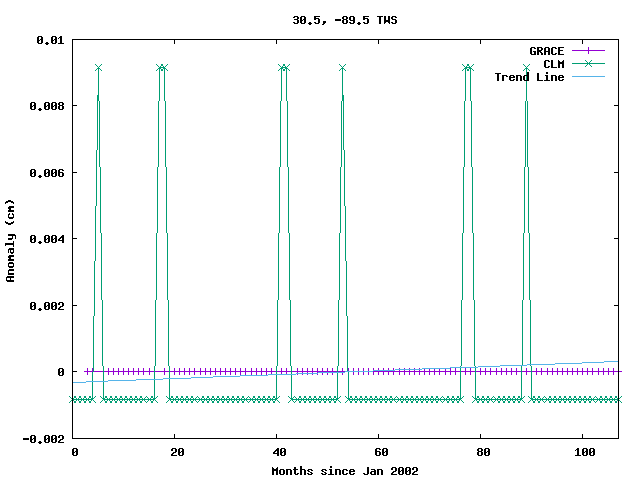 30.5, -89.5 TWS
GRACE
CLM
Trend Line
0.01
0.008
0.006
0.004
0.002
0
-0.002
Anomaly (cm)
0 20 40 60 80 100
Months since Jan 2002